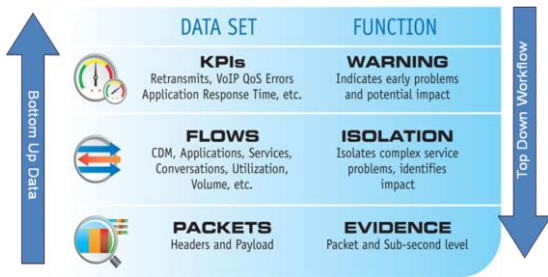 DATA SET
FUNCTION
KPIs
Retransmits, VoIP QoS Errors
Application Response Time, etc.
WARNING
Indicates early problems
and potential impact
FLOWS
CDM, Applications, Services,
Conversations, Utilization,
Volume, etc.
ISOLATION
Isolates complex service
problems, identifies
impact
PACKETS
Headers and Payload
EVIDENCE
Packet and Sub-second level
Bottom Up Data
Top Down Workflow